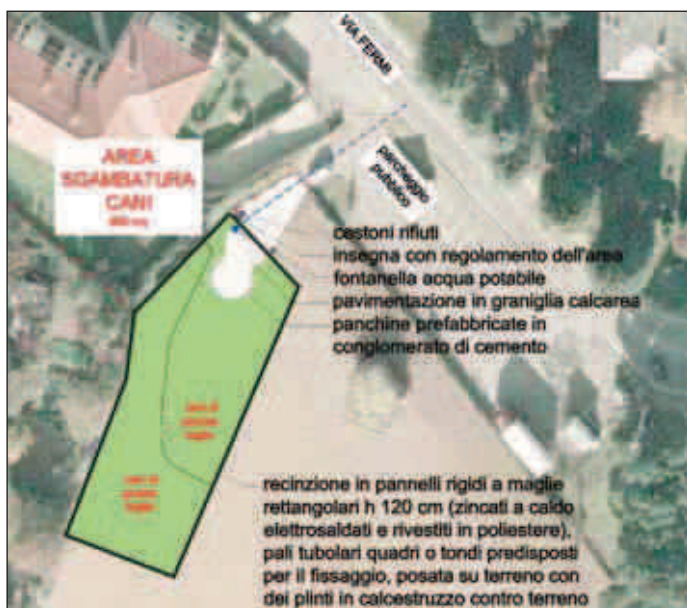 VIA FERMI
parcheggio
pubblico
AREA
SGAMBATURA
CANI
cestoni rifiuti
insegna con regolamento dell'area
fontanella acqua potabile
pavimentazione in graniglia calcarea
panchine prefabbricate in
conglomerato di cemento
recinzione in pannelli rigidi a maglie
rettangolari h 120 cm (zincati a caldo
elettrosaldati e rivestiti in poliestere),
pali tubolari quadri o tondi predisposti
per il fissaggio, posata su terreno con
dei plinti in calcestruzzo contro terreno